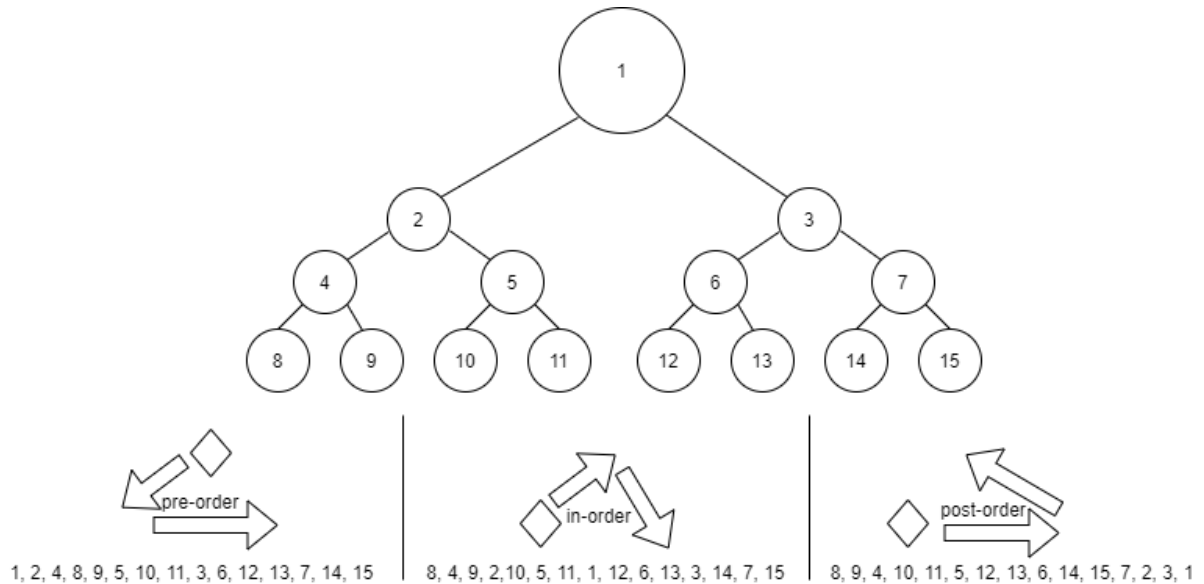 1
2
3
4
5
6
7
8
9
10
11
12
13
14
15
pre-order
in-order
post-order
1, 2, 4, 8, 9, 5, 10, 11, 3, 6, 12, 13, 7, 14, 15
8, 4, 9, 2,10, 5, 11, 1, 12, 6, 13, 3, 14, 7, 15
8, 9, 4, 10, 11, 5, 12, 13, 6, 14, 15, 7, 2, 3, 1